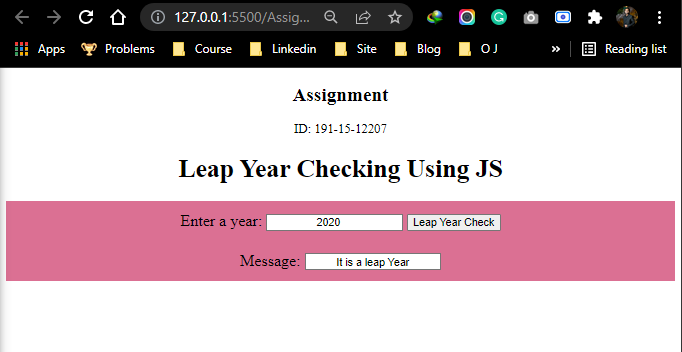 127.0.0.1:5500/Assig...
Apps Problems Course Linkedin Site Blog O J » Reading list
Assignment
ID: 191-15-12207
Leap Year Checking Using JS
Enter a year: 2020 Leap Year Check
Message: It is a leap Year